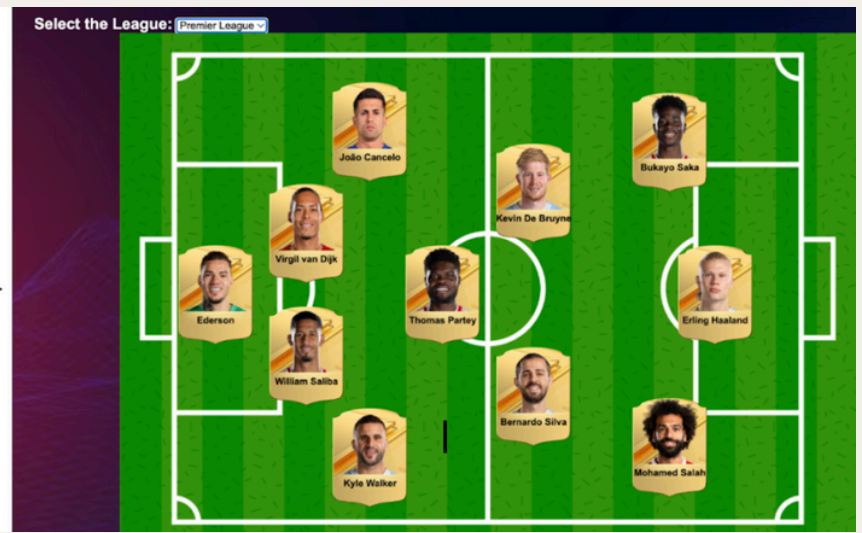 Select the League: Premier League
João Cancelo
Bukayo Saka
Kevin De Bruyne
Virgil van Dijk
Ederson
Thomas Partey
Erling Haaland
William Saliba
Bernardo Silva
Mohamed Salah
Kyle Walker